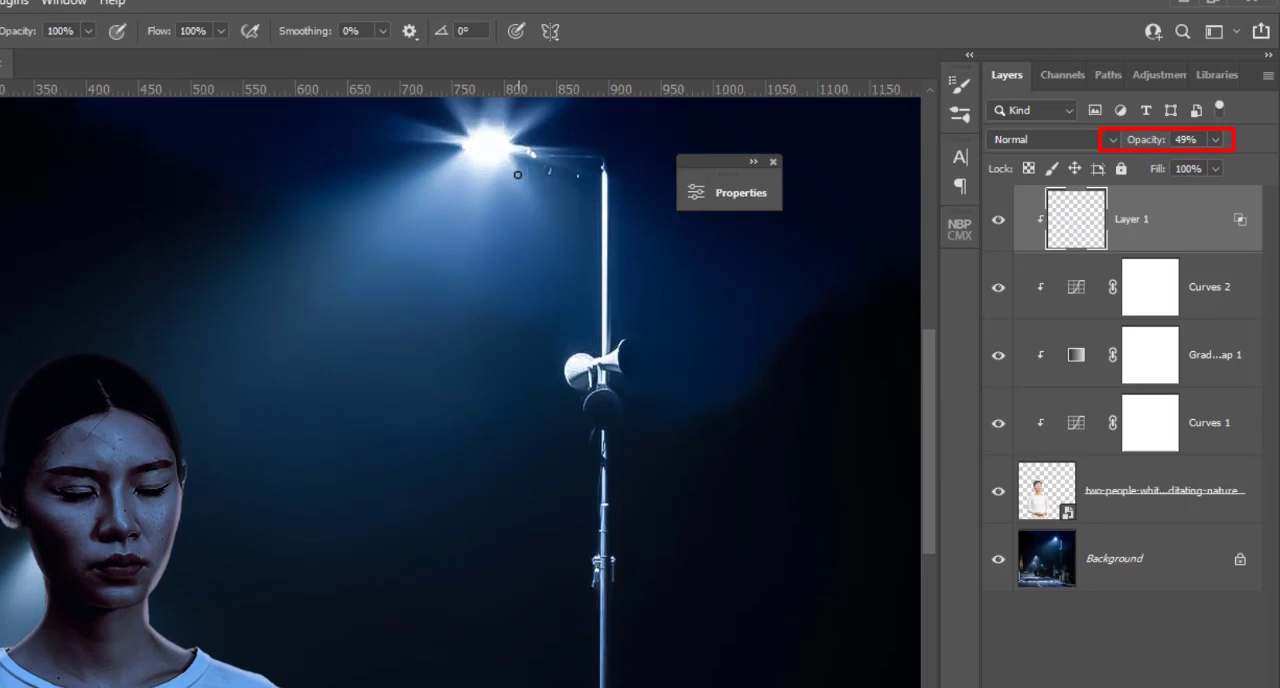 ugins Window Help
Opacity: 100% Flow: 100% Smoothing: 0% 0°
350 400 450 500 550 600 650 700 750 800 850 900 950 1000 1050 1100 1150
Layers Channels Paths Adjustmen Libraries
Kind
Normal Opacity: 49%
Lock: Fill: 100%
Properties
A
NBP
CMX
Layer 1
Curves 2
Grad...ap 1
Curves 1
two-people-whit...ditating-nature
Background